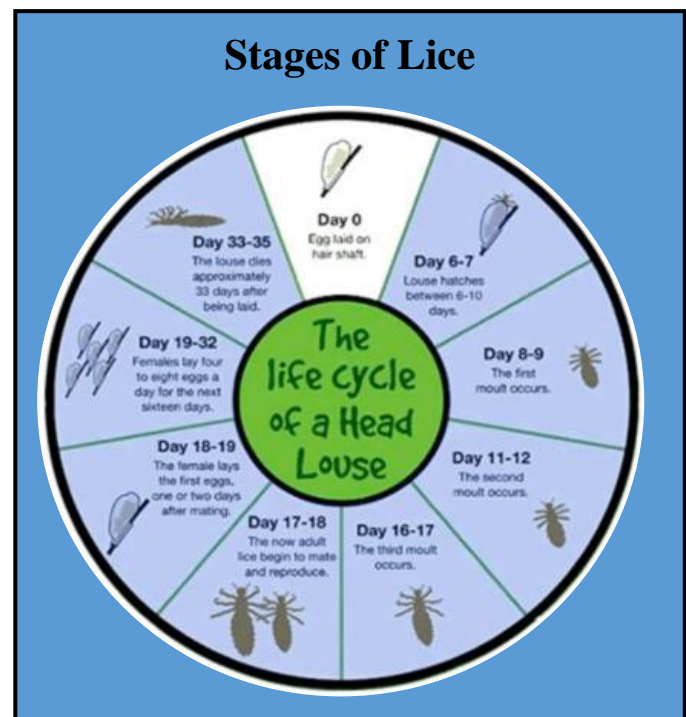 Stages of Lice
Day 0
Egg laid on
hair shaft.
Day 6-7
Louse hatches
between 6-10
days.
Day 8-9
The first
moult occurs.
Day 11-12
The second
moult occurs.
Day 16-17
The third moult
occurs.
Day 17-18
The now adult
lice begin to mate
and reproduce.
Day 18-19
The female lays
the first eggs,
one or two days
after mating.
Day 19-32
Females lay four
to eight eggs a
day for the next
sixteen days.
Day 33-35
The louse dies
approximately
33 days after
being laid.
The
life cycle
of a Head
Louse